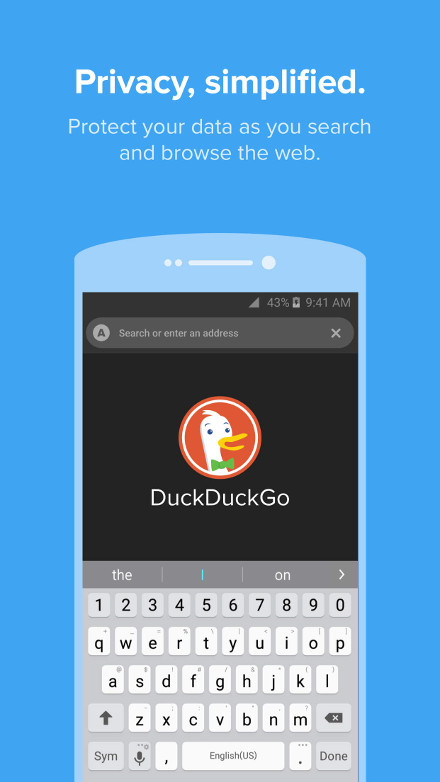 Privacy, simplified.
Protect your data as you search
and browse the web.
43% 9:41 AM
A Search or enter an address ×
DuckDuckGo
the I on >
1 2 3 4 5 6 7 8 9 0
q w e r t y u i o p
a s d f g h j k l
z x c v b n m
Sym , English(US) . Done